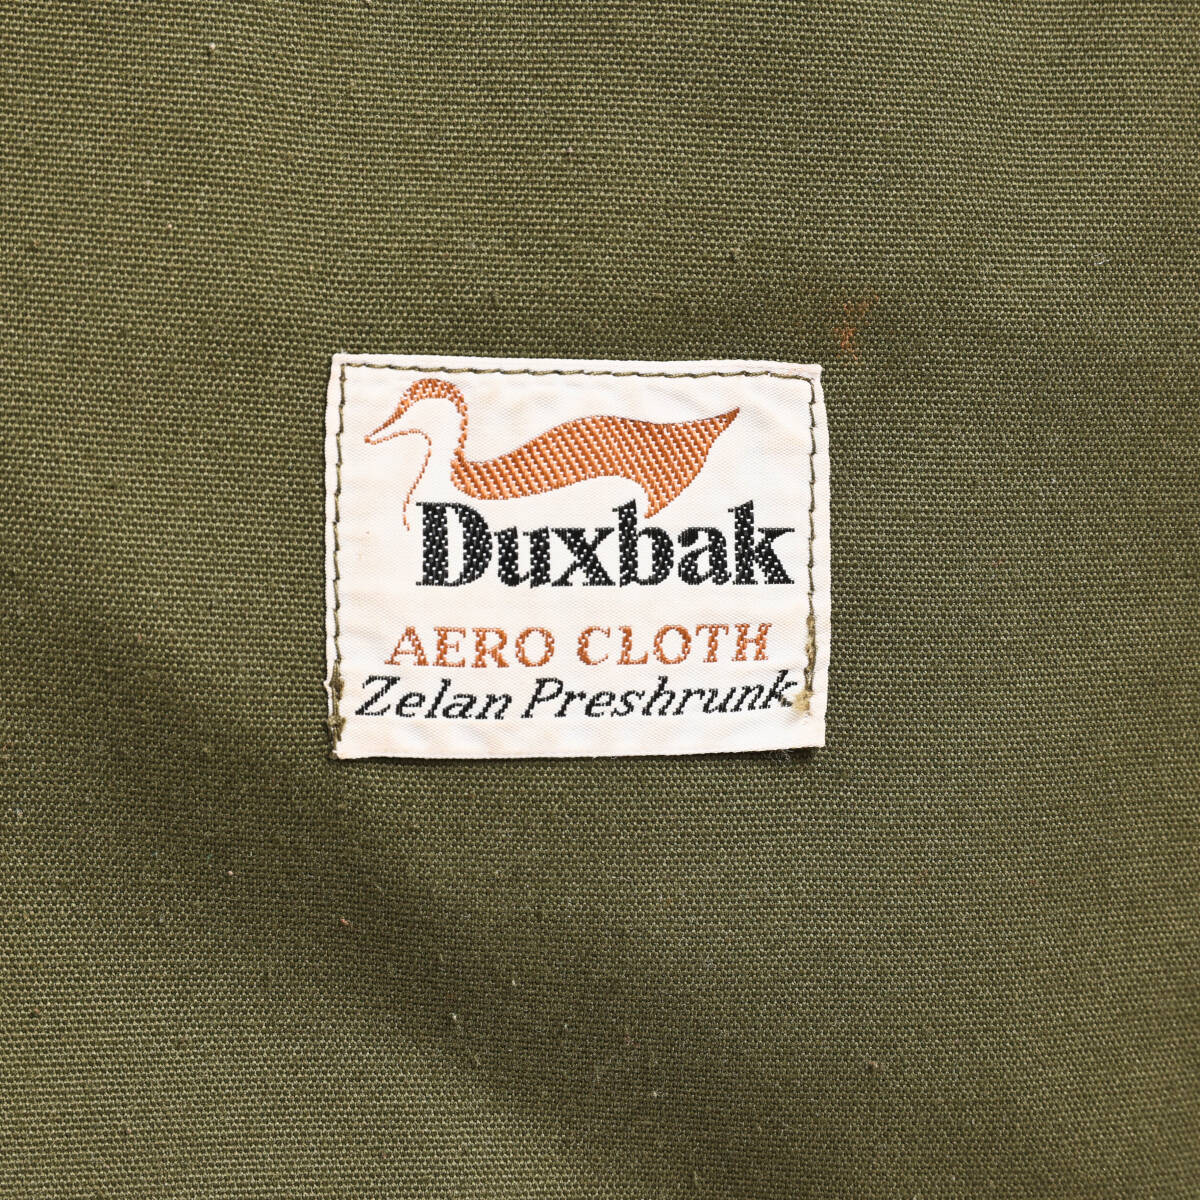 Duxbak
AERO CLOTH
Zelan Preshrunk